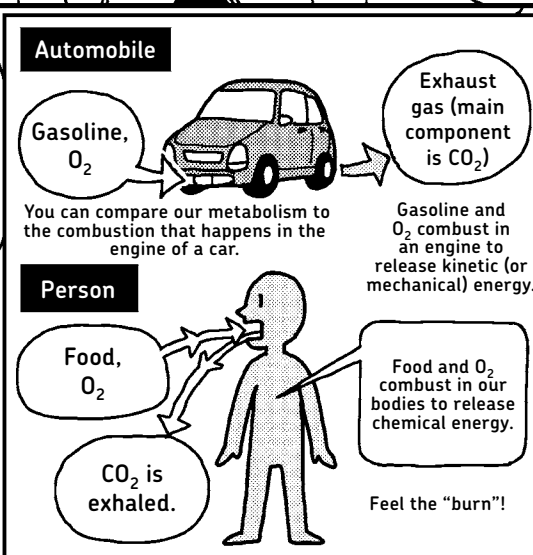 Automobile
Gasoline,
O₂
Exhaust
gas (main
component
is CO₂)
You can compare our metabolism to
the combustion that happens in the
engine of a car.
Gasoline and
O₂ combust in
an engine to
release kinetic (or
mechanical) energy.
Person
Food,
O₂
CO₂ is
exhaled.
Food and O₂
combust in our
bodies to release
chemical energy.
Feel the “burn”!